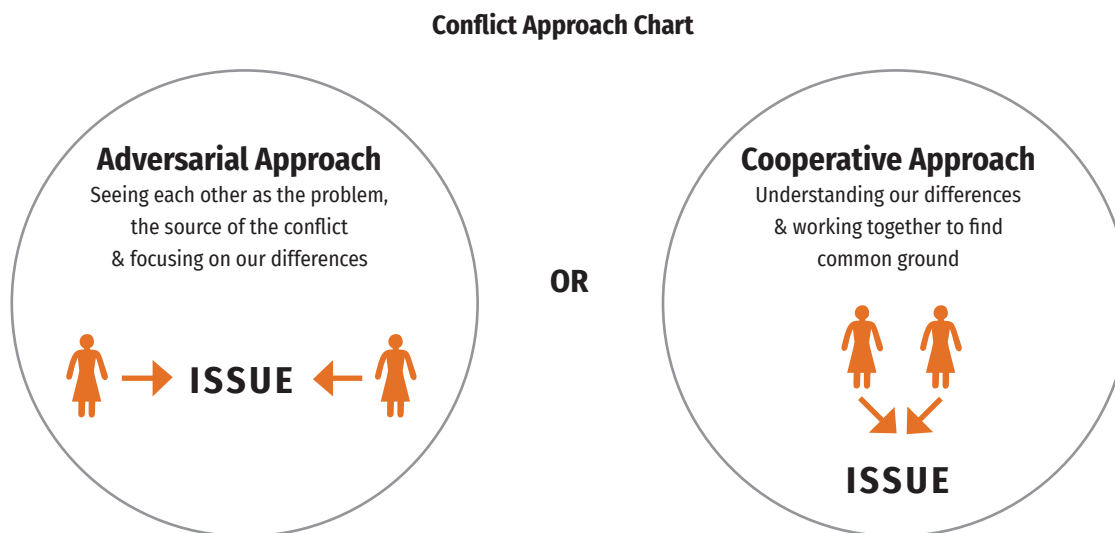 Conflict Approach Chart
Adversarial Approach
Seeing each other as the problem,
the source of the conflict
& focusing on our differences
ISSUE
OR
Cooperative Approach
Understanding our differences
& working together to find
common ground
ISSUE